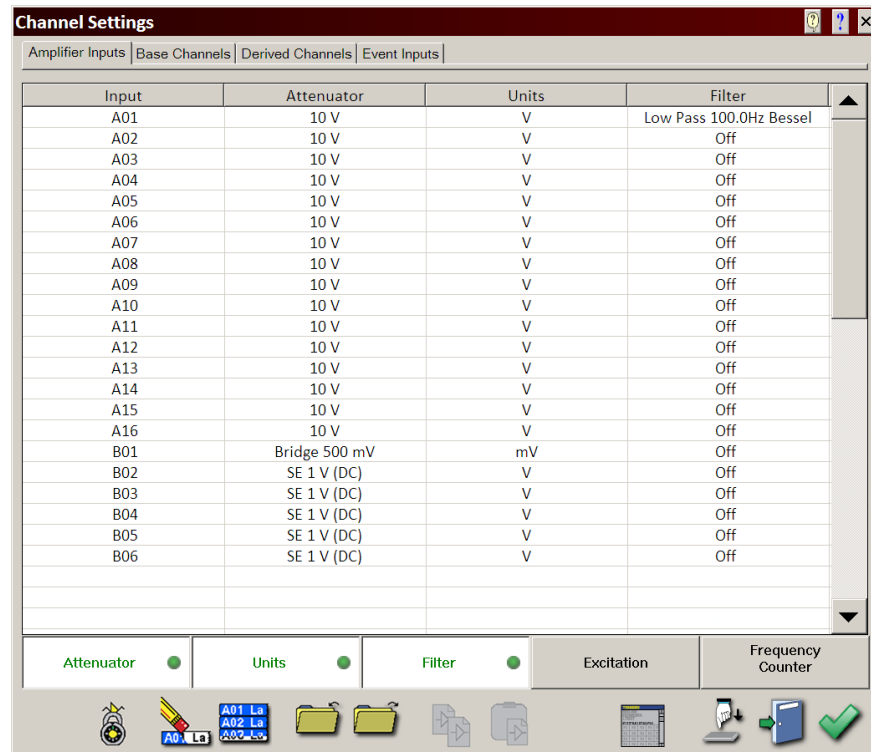 Channel Settings
Amplifier Inputs Base Channels Derived Channels Event Inputs
Input Attenuator Units Filter
A01 10 V V Low Pass 100.0Hz Bessel
A02 10 V V Off
A03 10 V V Off
A04 10 V V Off
A05 10 V V Off
A06 10 V V Off
A07 10 V V Off
A08 10 V V Off
A09 10 V V Off
A10 10 V V Off
A11 10 V V Off
A12 10 V V Off
A13 10 V V Off
A14 10 V V Off
A15 10 V V Off
A16 10 V V Off
B01 Bridge 500 mV mV Off
B02 SE 1 V (DC) V Off
B03 SE 1 V (DC) V Off
B04 SE 1 V (DC) V Off
B05 SE 1 V (DC) V Off
B06 SE 1 V (DC) V Off
Attenuator Units Filter Excitation Frequency Counter
A01 La
A02 La